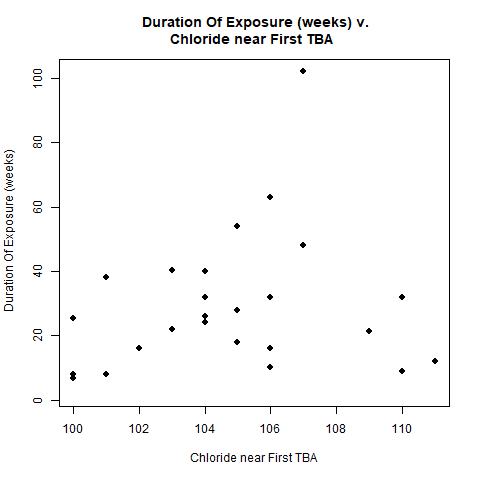 Duration Of Exposure (weeks) v.
Chloride near First TBA
Duration Of Exposure (weeks)
100
80
60
40
20
0
100 102 104 106 108 110
Chloride near First TBA